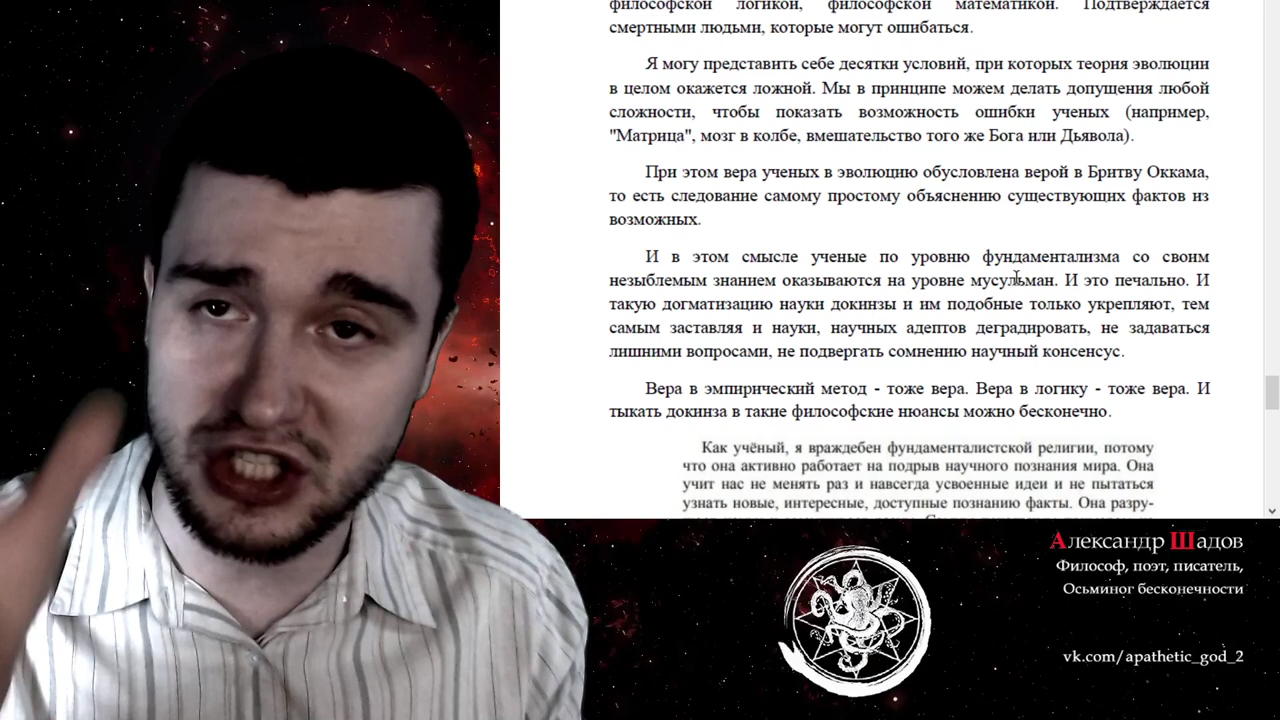 философской логикой, философской математикой. Подтверждается
смертными людьми, которые могут ошибаться.
Я могу представить себе десятки условий, при которых теория эволюции
в целом окажется ложной. Мы в принципе можем делать допущения любой
сложности, чтобы показать возможность ошибки ученых (например,
"Матрица", мозг в колбе, вмешательство того же Бога или Дьявола).
При этом вера ученых в эволюцию обусловлена верой в Бритву Оккама,
то есть следование самому простому объяснению существующих фактов из
возможных.
И в этом смысле ученые по уровню фундаментализма со своим
незыблемым знанием оказываются на уровне мусульман. И это печально. И
такую догматизацию науки докинзы и им подобные только укрепляют, тем
самым заставляя и науки, научных адептов деградировать, не задаваться
лишними вопросами, не подвергать сомнению научный консенсус.
Вера в эмпирический метод - тоже вера. Вера в логику - тоже вера. И
тыкать докинза в такие философские нюансы можно бесконечно.
Как учёный, я враждебен фундаменталистской религии, потому
что она активно работает на подрыв научного познания мира. Она
учит нас не менять раз и навсегда усвоенные идеи и не пытаться
узнать новые, интересные, доступные познанию факты. Она разру-
Александр Шадов
Философ, поэт, писатель,
Осьминог бесконечности
vk.com/apathetic_god_2